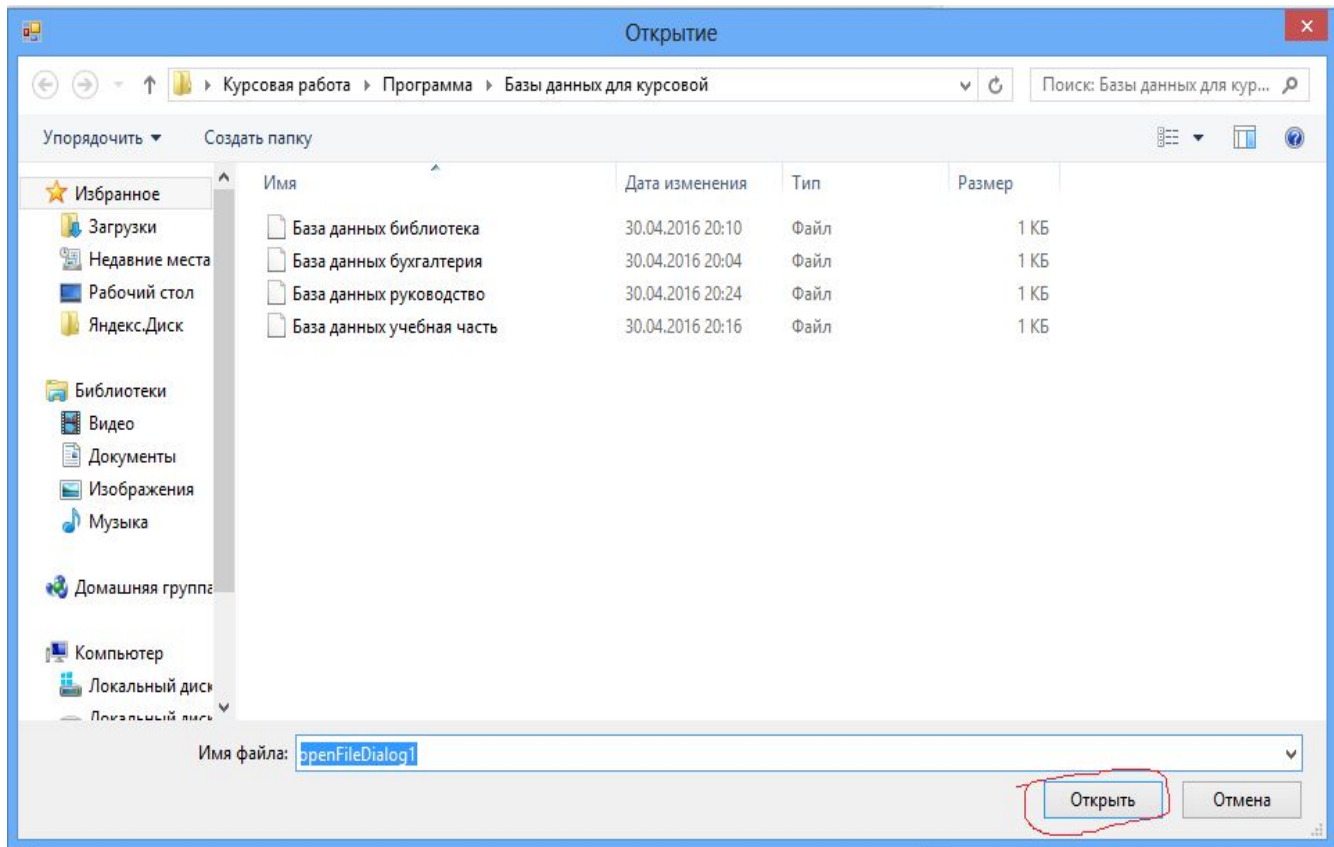 Открытие
Курсовая работа Программа Базы данных для курсовой
Поиск: Базы данных для кур...
Упорядочить Создать папку
Имя Дата изменения Тип Размер
База данных библиотека 30.04.2016 20:10 Файл 1 КБ
База данных бухгалтерия 30.04.2016 20:04 Файл 1 КБ
База данных руководство 30.04.2016 20:24 Файл 1 КБ
База данных учебная часть 30.04.2016 20:16 Файл 1 КБ
Избранное
Загрузки
Недавние места
Рабочий стол
Яндекс.Диск
Библиотеки
Видео
Документы
Изображения
Музыка
Домашняя группа
Компьютер
Локальный диск
Локальный диск
Имя файла: openFileDialog1
Открыть Отмена